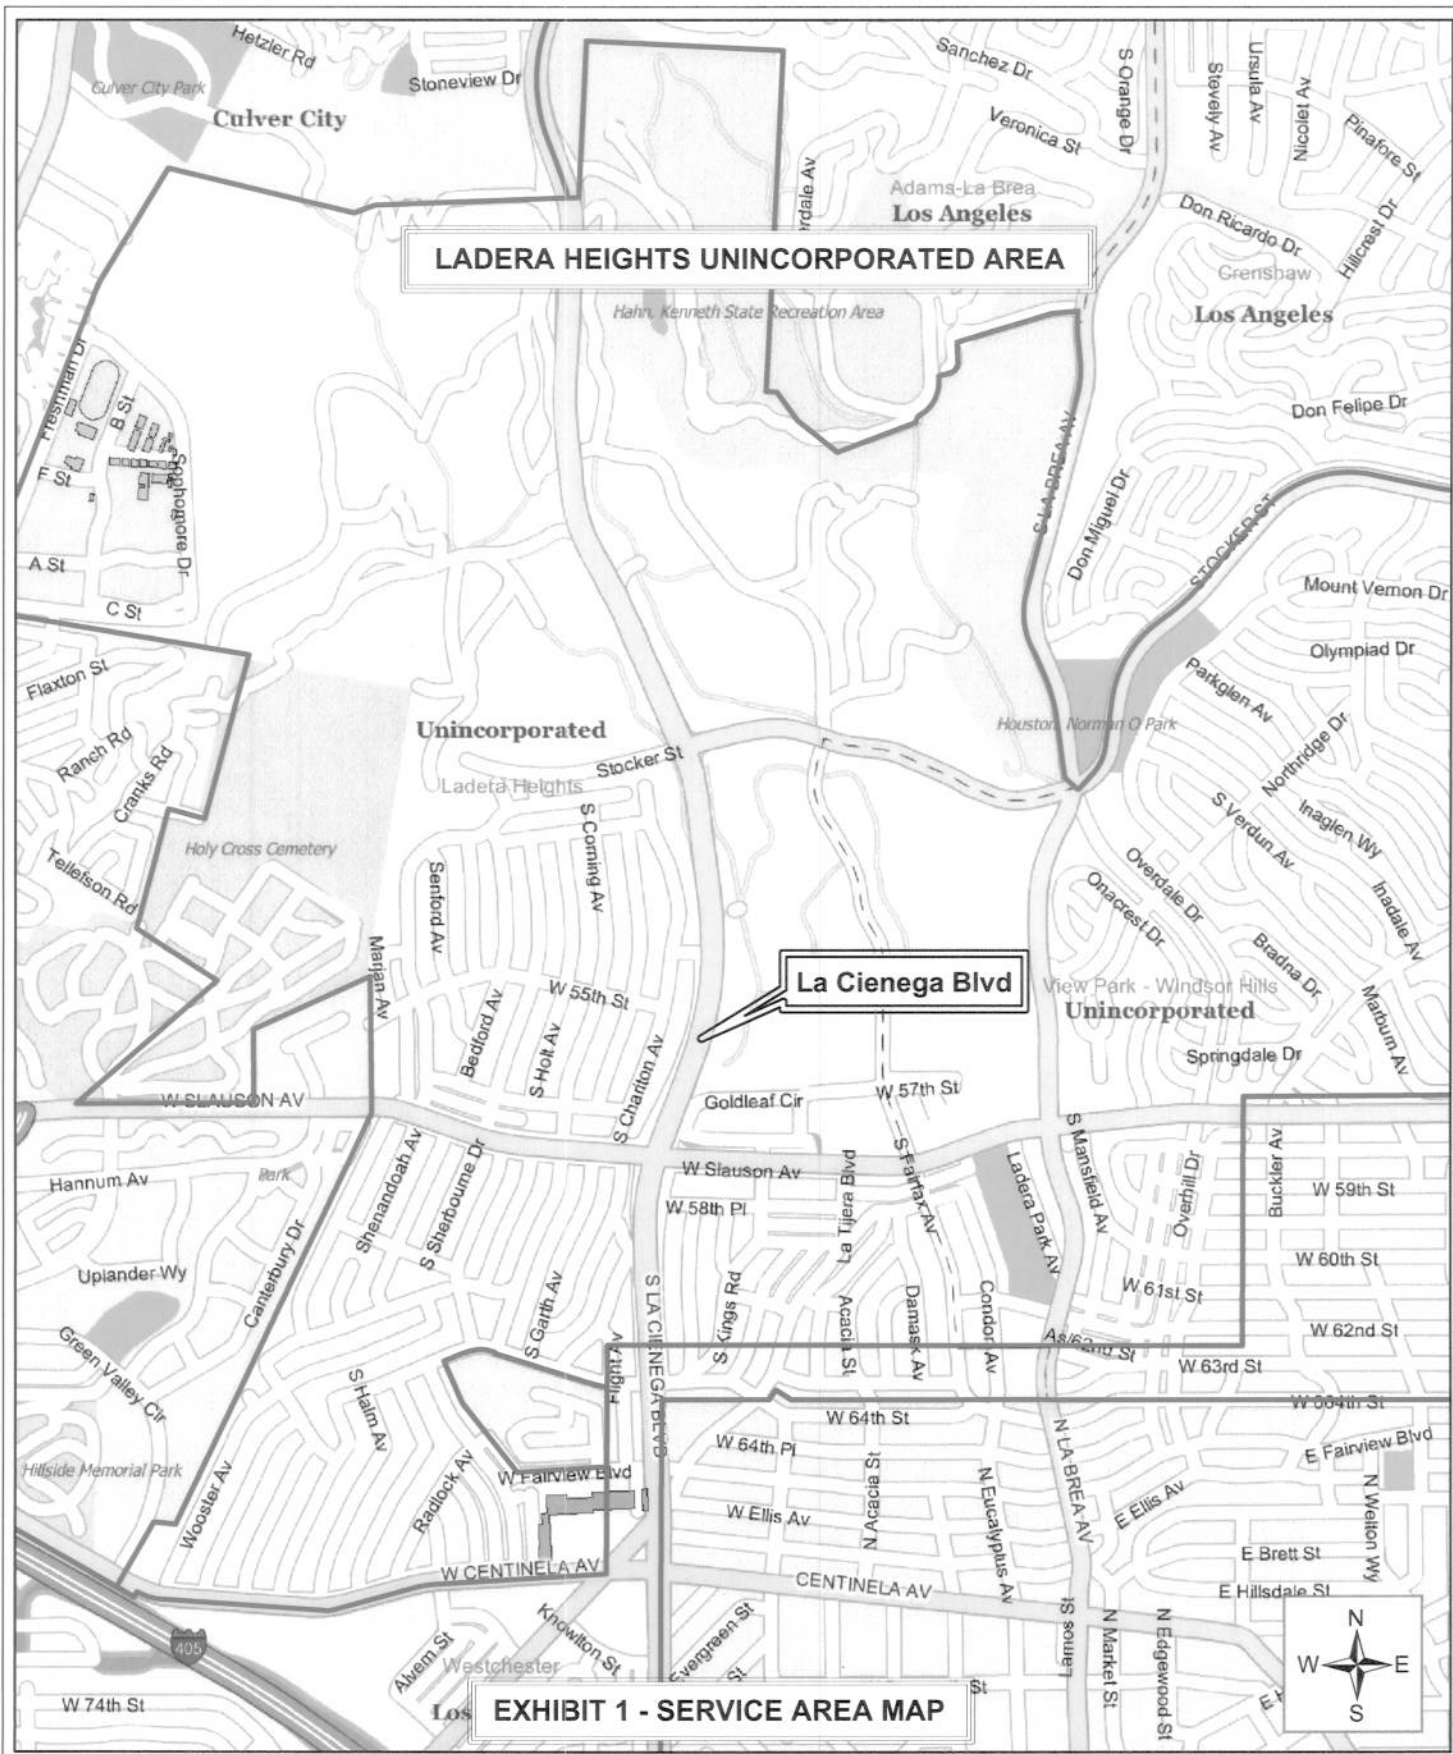 Hetzler Rd
Stoneview Dr
Culver City Park
Culver City
Sanchez Dr
Veronica St
S Orange Dr
Stevely Av
Ursula Av
Nicolet Av
Pinafore St
Adams-La Brea
Los Angeles
Don Ricardo Dr
Hillcrest Dr
Crenshaw
Los Angeles
LADERA HEIGHTS UNINCORPORATED AREA
Hahn, Kenneth State Recreation Area
Freshman Dr
B St
F St
Sophomore Dr
A St
C St
Don Felipe Dr
S LA BREA AV
Don Miguel Dr
STOCKER ST
Mount Vernon Dr
Olympiad Dr
Flaxton St
Ranch Rd
Cranks Rd
Tellefson Rd
Unincorporated
Ladera Heights
Stocker St
Houston, Norman O Park
Parkglen Av
Northridge Dr
S Verdun Av
Inaglen Wy
Inadale Av
Holy Cross Cemetery
S Corning Av
Senford Av
Overdale Dr
Onacrest Dr
Bradna Dr
Marburn Av
Marjan Av
W 55th St
Bedford Av
S Holt Av
S Chariton Av
La Cienega Blvd
View Park - Windsor Hills
Unincorporated
Springdale Dr
W SLAUSON AV
Goldleaf Cir
W 57th St
Hannum Av
Park
Shenandoah Av
S Sherbourne Dr
W Slauson Av
W 58th Pl
La Tijera Blvd
S Fairfax Av
Ladera Park Av
S Mansfield Av
Overhill Dr
Buckler Av
W 59th St
W 60th St
W 61st St
W 62nd St
W 63rd St
Uplander Wy
Canterbury Dr
Green Valley Cir
S Garth Av
S LA CIENEGA BLVD
S Kings Rd
Acacia St
Damask Av
Condon Av
S Halm Av
W 64th St
W 64th Pl
Hillside Memorial Park
Wooster Av
Radlock Av
W Fairview Blvd
W Ellis Av
N Acacia St
N Eucalyptus Av
N LA BREA AV
E Ellis Av
E Fairview Blvd
N Welton Wy
E Brett St
E Hillsdale St
W CENTINELA AV
CENTINELA AV
405
Alvern St
Knowlton St
Evergreen St
Westchester
Los
St
St
Lamos St
N Market St
N Edgewood St
W 74th St
EXHIBIT 1 - SERVICE AREA MAP
N
W E
S